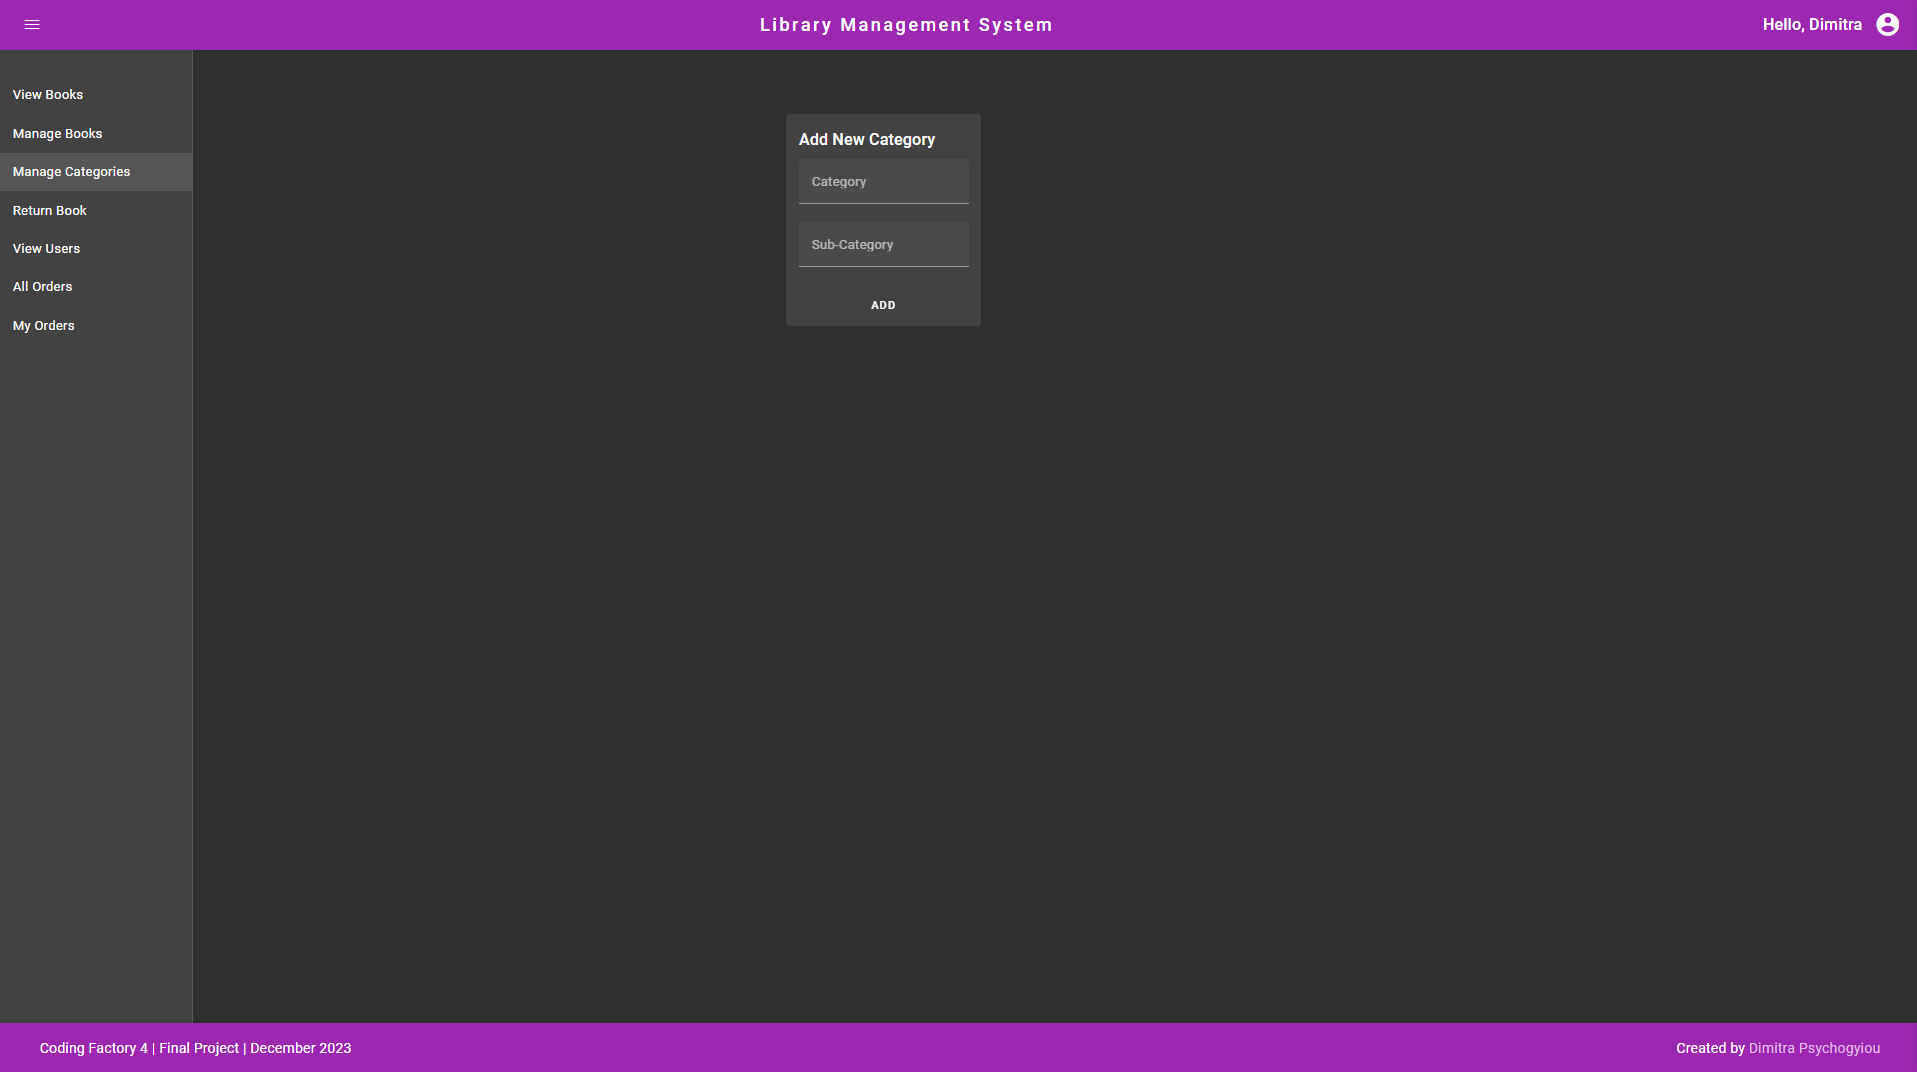 Library Management System
Hello, Dimitra
View Books
Manage Books
Manage Categories
Return Book
View Users
All Orders
My Orders
Add New Category
Category
Sub-Category
ADD
Coding Factory 4 | Final Project | December 2023
Created by Dimitra Psychogyiou